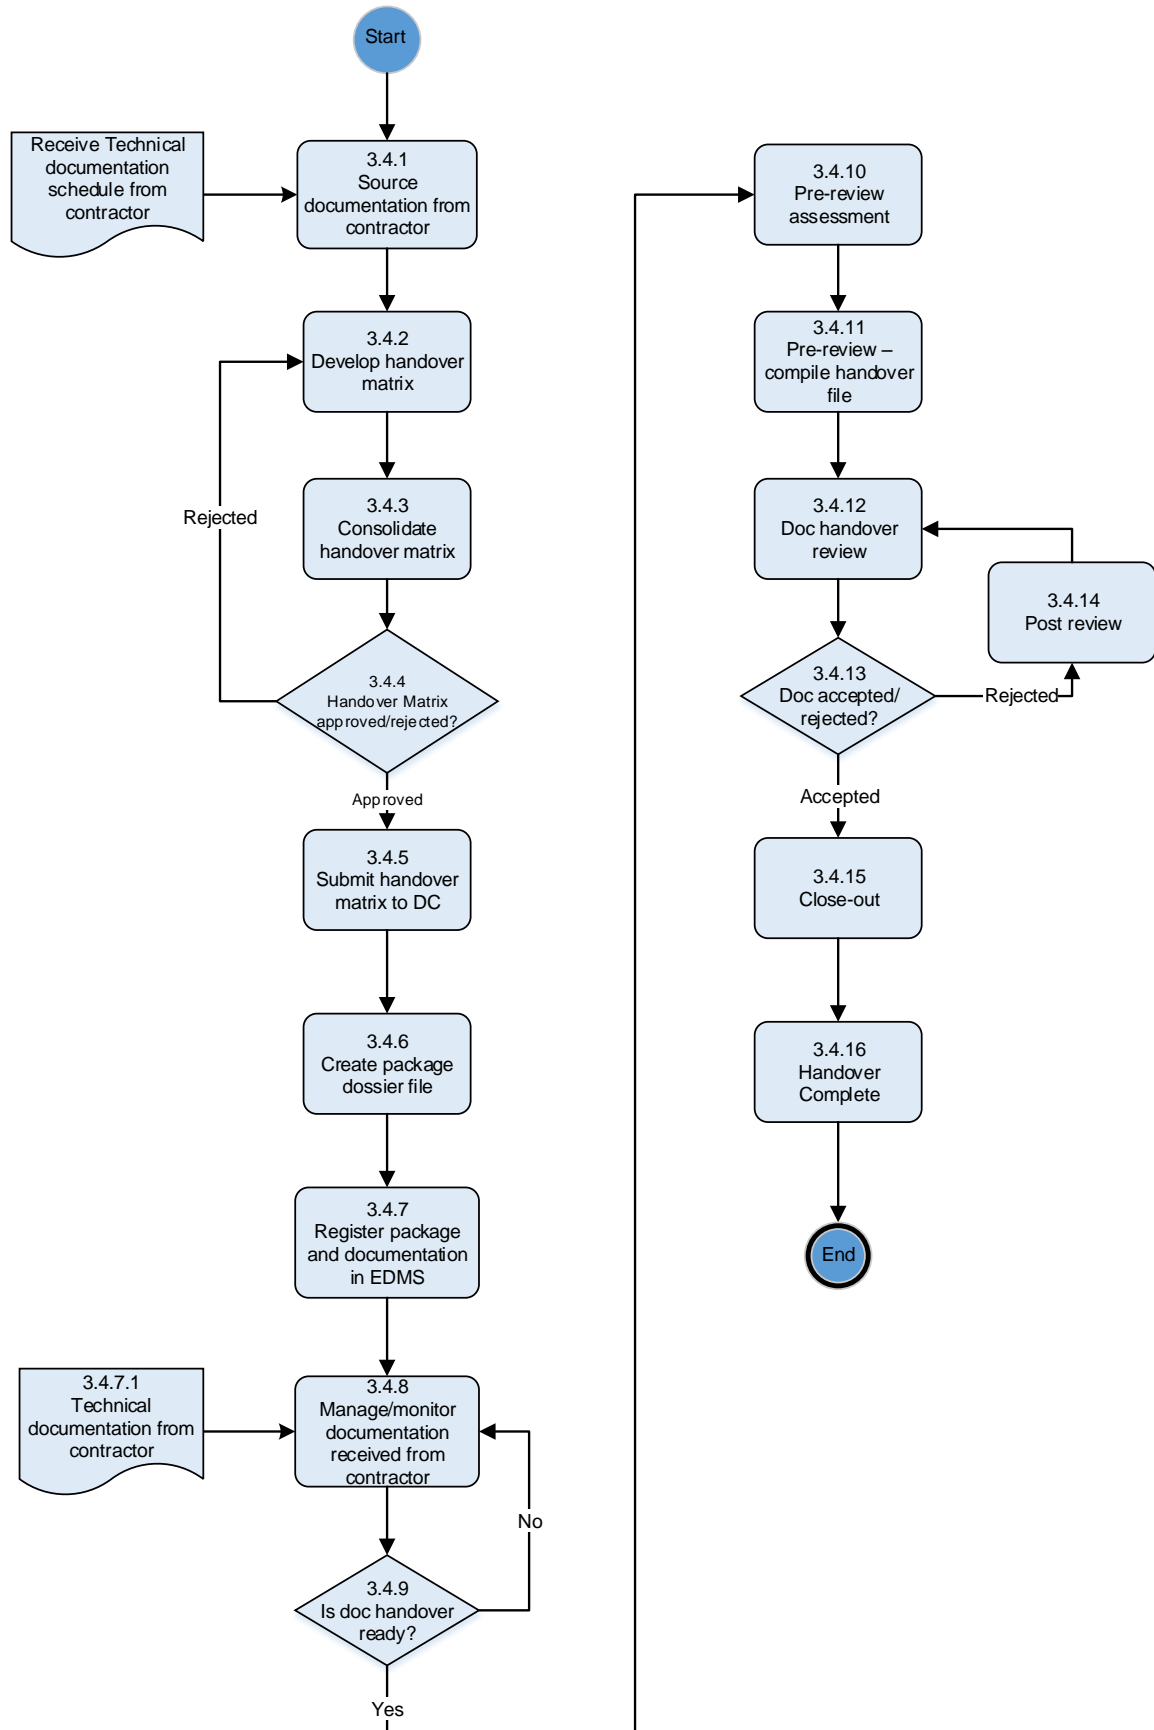 Start
Receive Technical
documentation
schedule from
contractor
3.4.1
Source
documentation from
contractor
3.4.2
Develop handover
matrix
Rejected
3.4.3
Consolidate
handover matrix
3.4.4
Handover Matrix
approved/rejected?
Approved
3.4.5
Submit handover
matrix to DC
3.4.6
Create package
dossier file
3.4.7
Register package
and documentation
in EDMS
3.4.7.1
Technical
documentation from
contractor
3.4.8
Manage/monitor
documentation
received from
contractor
No
3.4.9
Is doc handover
ready?
Yes
3.4.10
Pre-review
assessment
3.4.11
Pre-review –
compile handover
file
3.4.12
Doc handover
review
3.4.14
Post review
3.4.13
Doc accepted/
rejected?
Rejected
Accepted
3.4.15
Close-out
3.4.16
Handover
Complete
End